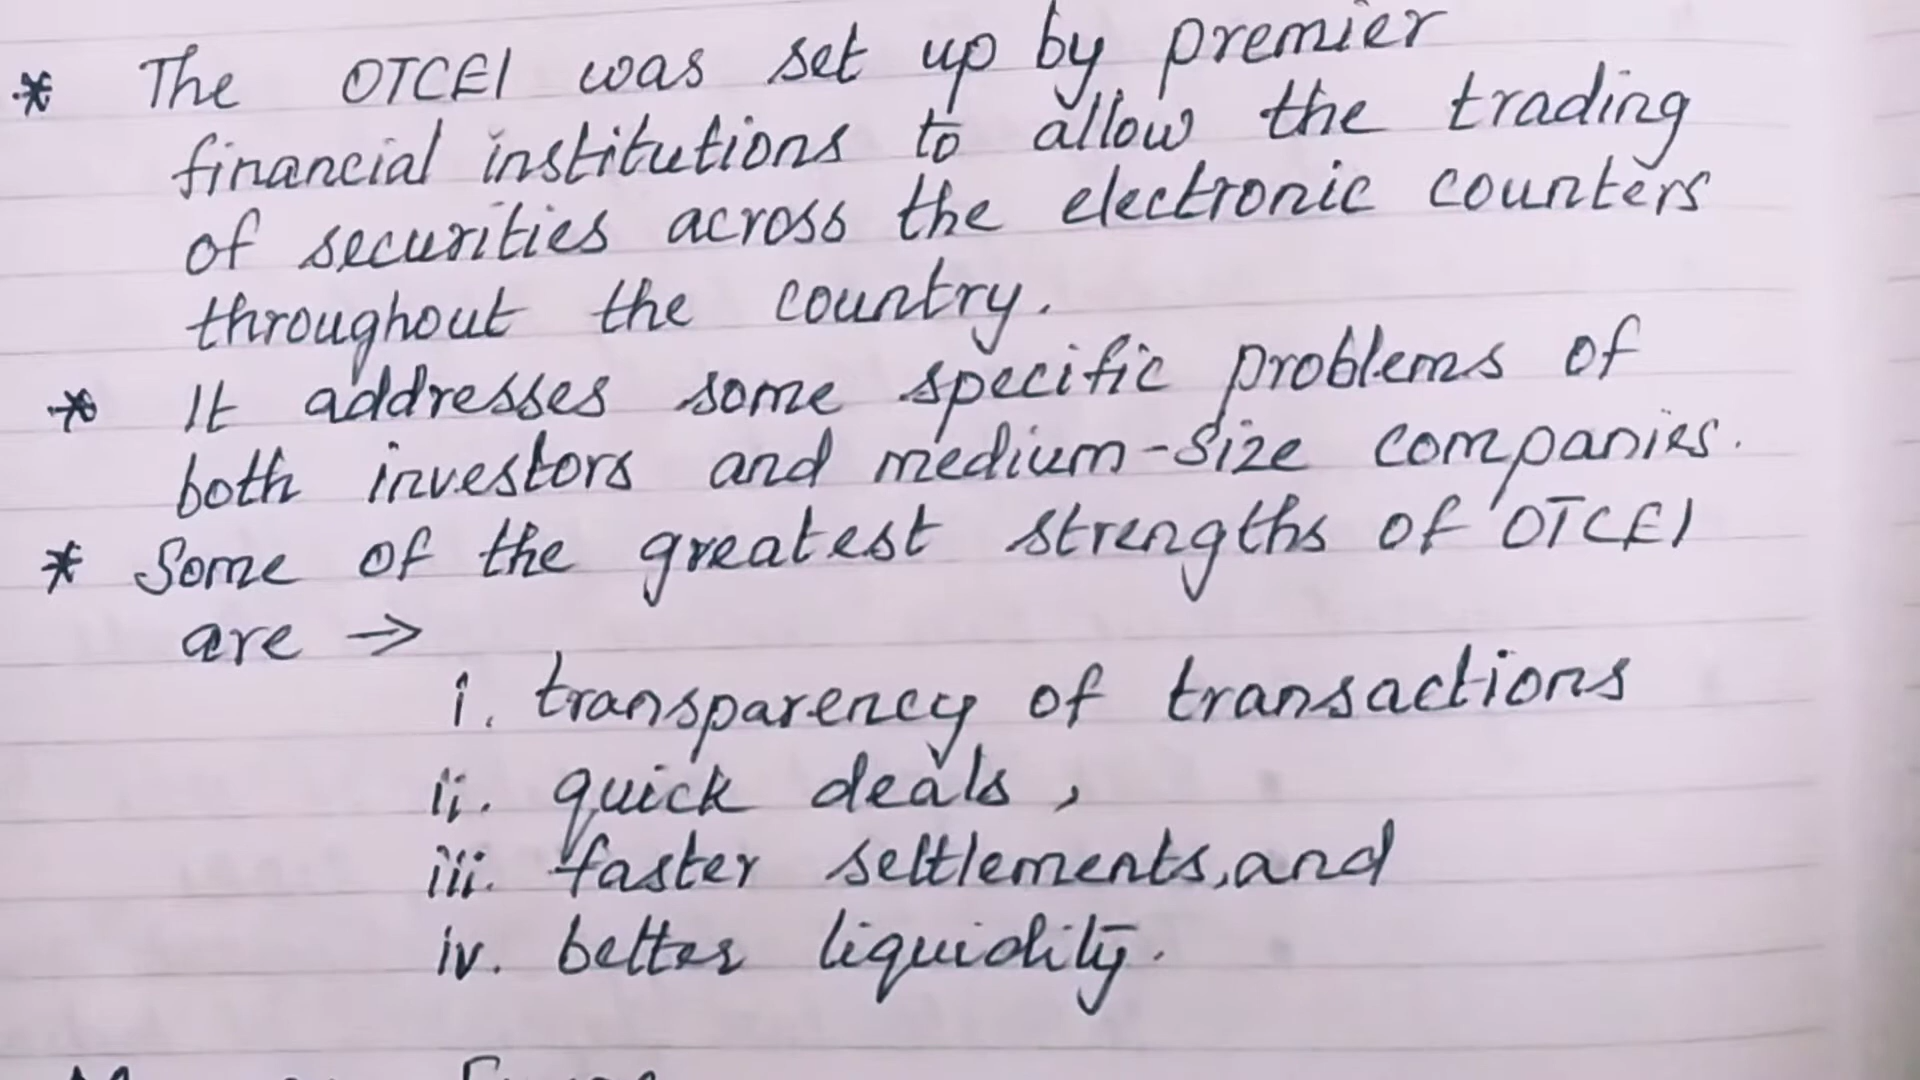 * The OTCEI was set up by premier
financial institutions to allow the trading
of securities across the electronic counters
throughout the country.
* It addresses some specific problems of
both investors and medium-size companies.
* Some of the greatest strengths of OTCEI
are →
i. transparency of transactions
ii. quick deals,
iii. faster settlements, and
iv. better liquidity.